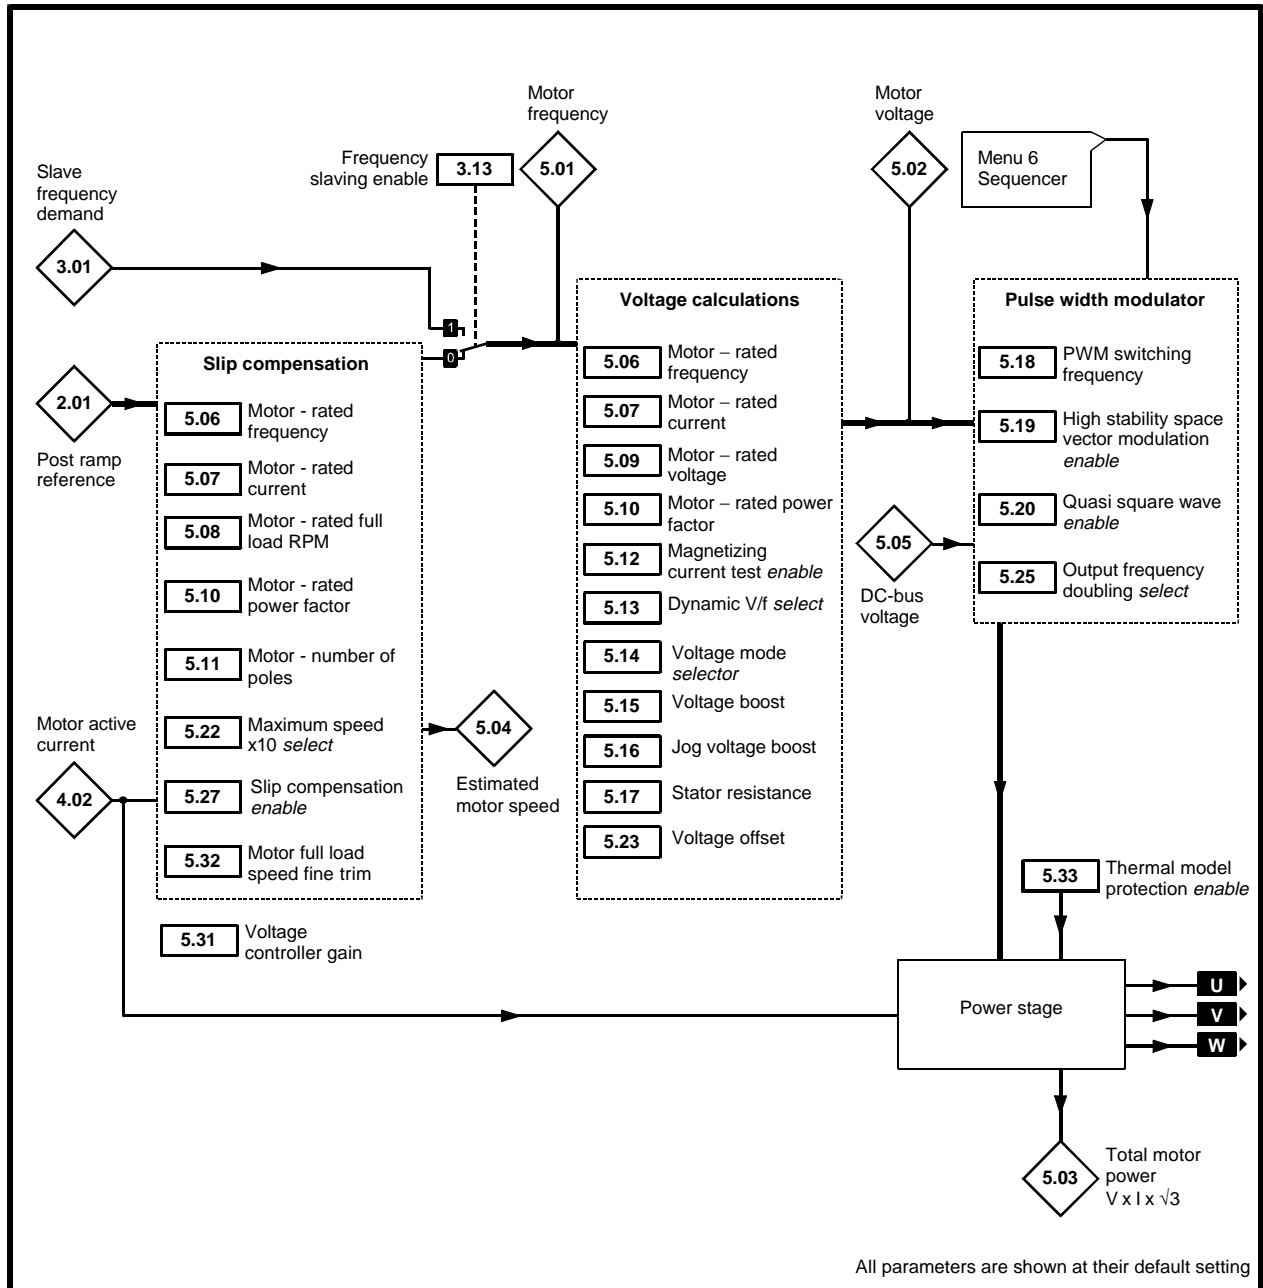 Motor
frequency
Motor
voltage
Frequency
slaving enable
3.13
5.01
5.02
Menu 6
Sequencer
Slave
frequency
demand
3.01
1
0
Slip compensation
2.01
Post ramp
reference
5.06
Motor - rated
frequency
5.07
Motor - rated
current
5.08
Motor - rated full
load RPM
5.10
Motor - rated
power factor
5.11
Motor - number of
poles
5.22
Maximum speed
x10 select
5.27
Slip compensation
enable
5.32
Motor full load
speed fine trim
5.31
Voltage
controller gain
Motor active
current
4.02
5.04
Estimated
motor speed
Voltage calculations
5.06
Motor – rated
frequency
5.07
Motor – rated
current
5.09
Motor – rated
voltage
5.10
Motor – rated power
factor
5.12
Magnetizing
current test enable
5.13
Dynamic V/f select
5.14
Voltage mode
selector
5.15
Voltage boost
5.16
Jog voltage boost
5.17
Stator resistance
5.23
Voltage offset
Pulse width modulator
5.18
PWM switching
frequency
5.19
High stability space
vector modulation
enable
5.20
Quasi square wave
enable
5.25
Output frequency
doubling select
5.05
DC-bus
voltage
5.33
Thermal model
protection enable
Power stage
U
V
W
5.03
Total motor
power
V x I x √3
All parameters are shown at their default setting